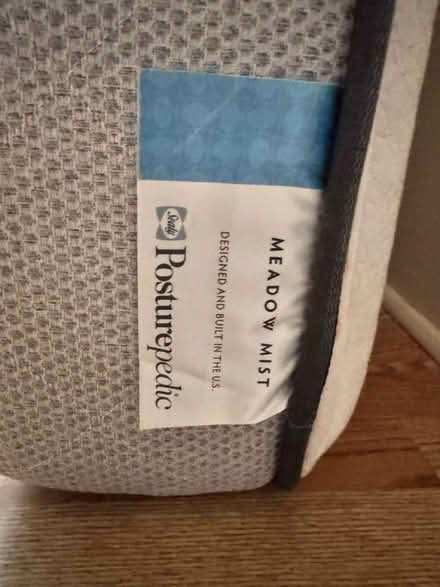 MEADOW MIST
DESIGNED AND BUILT IN THE U.S.
Sealy
Posturepedic